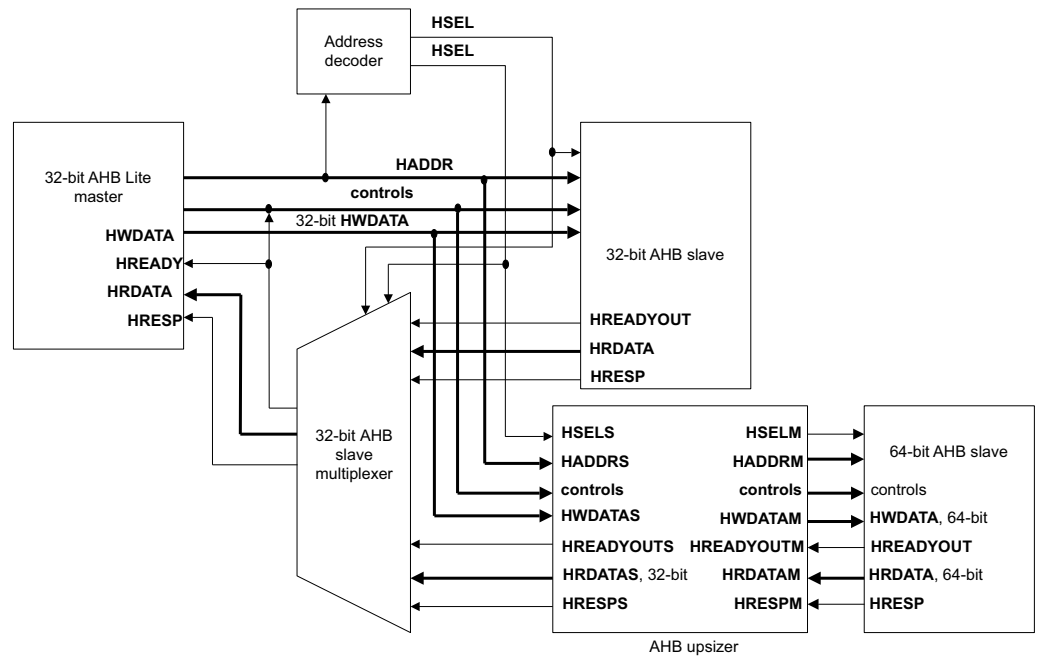 HSEL
Address
decoder
HSEL
32-bit AHB Lite
master
HADDR
controls
32-bit HWDATA
HWDATA
HREADY
HRDATA
HRESP
32-bit AHB slave
HREADYOUT
HRDATA
HRESP
32-bit AHB
slave
multiplexer
HSELS
HADDRS
controls
HWDATAS
HREADYOUTS
HRDATAS, 32-bit
HRESPS
HSELM
HADDRM
controls
HWDATAM
HREADYOUTM
HRDATAM
HRESPM
64-bit AHB slave
controls
HWDATA, 64-bit
HREADYOUT
HRDATA, 64-bit
HRESP
AHB upsizer